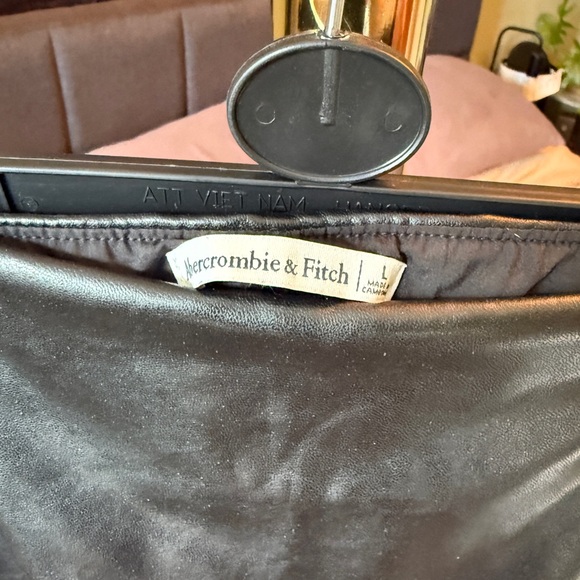 ATJ VIET NAM
Abercrombie & Fitch
L
MADE